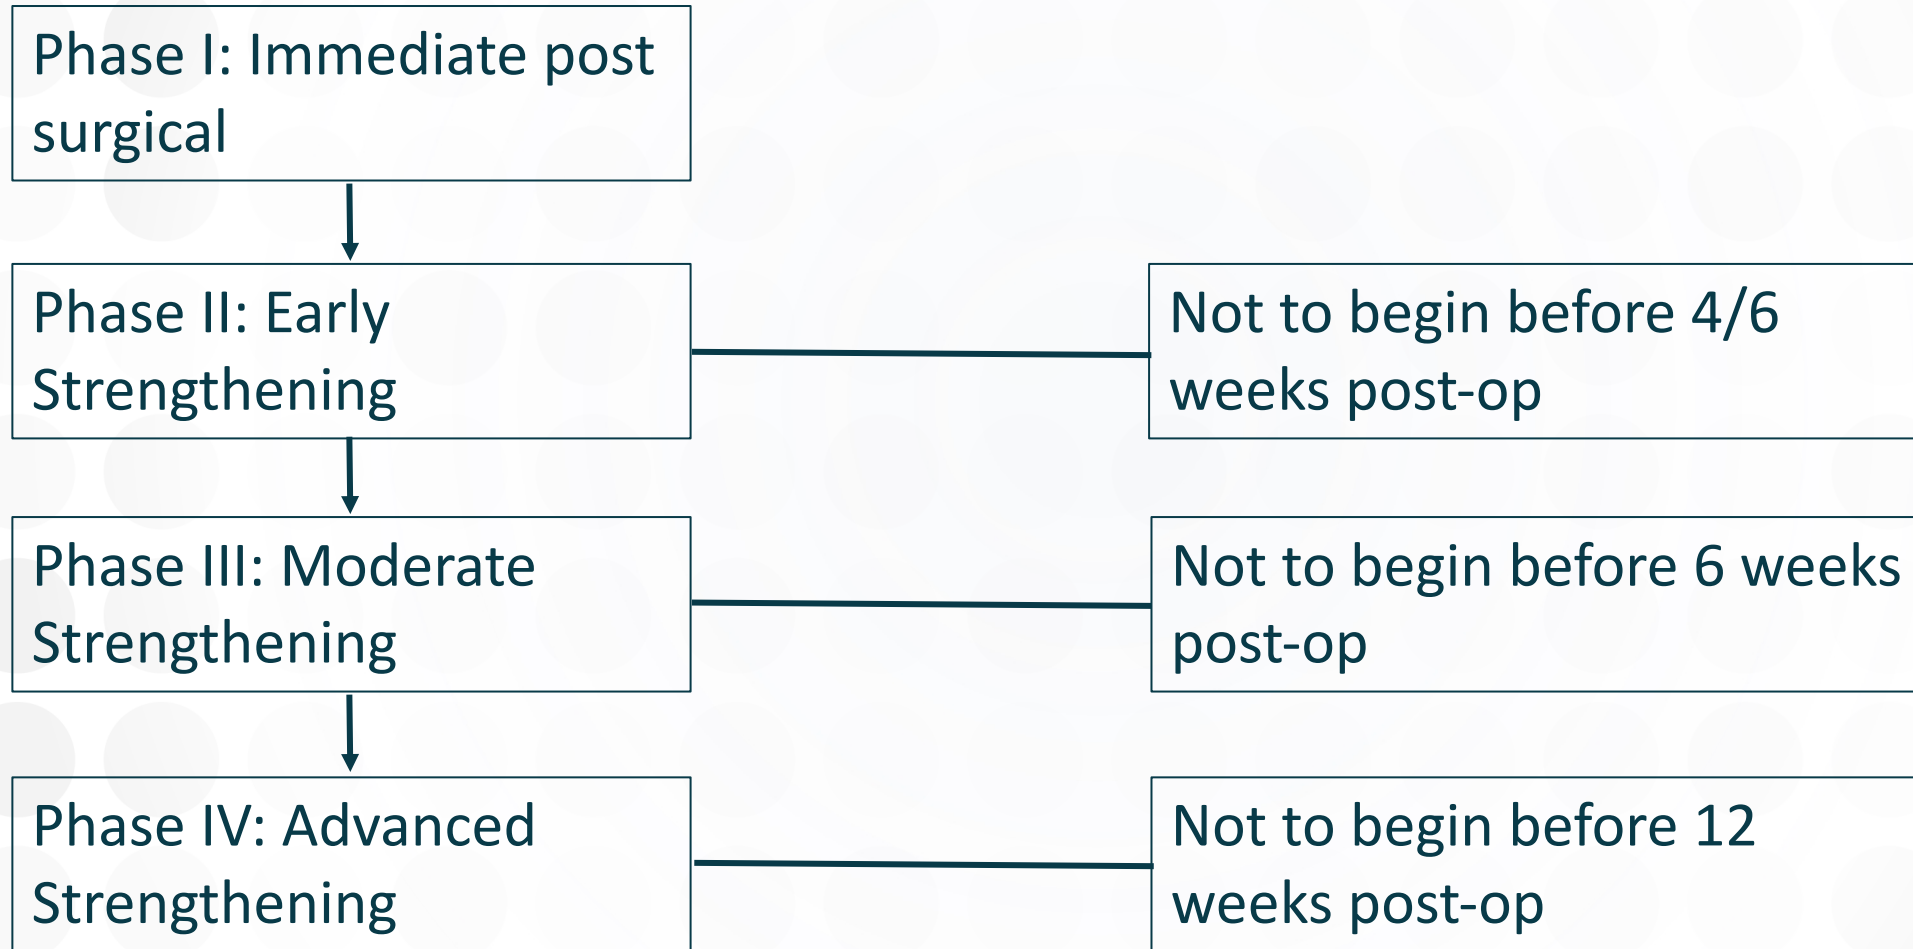 Phase I: Immediate post
surgical
Phase II: Early
Strengthening
Not to begin before 4/6
weeks post-op
Phase III: Moderate
Strengthening
Not to begin before 6 weeks
post-op
Phase IV: Advanced
Strengthening
Not to begin before 12
weeks post-op